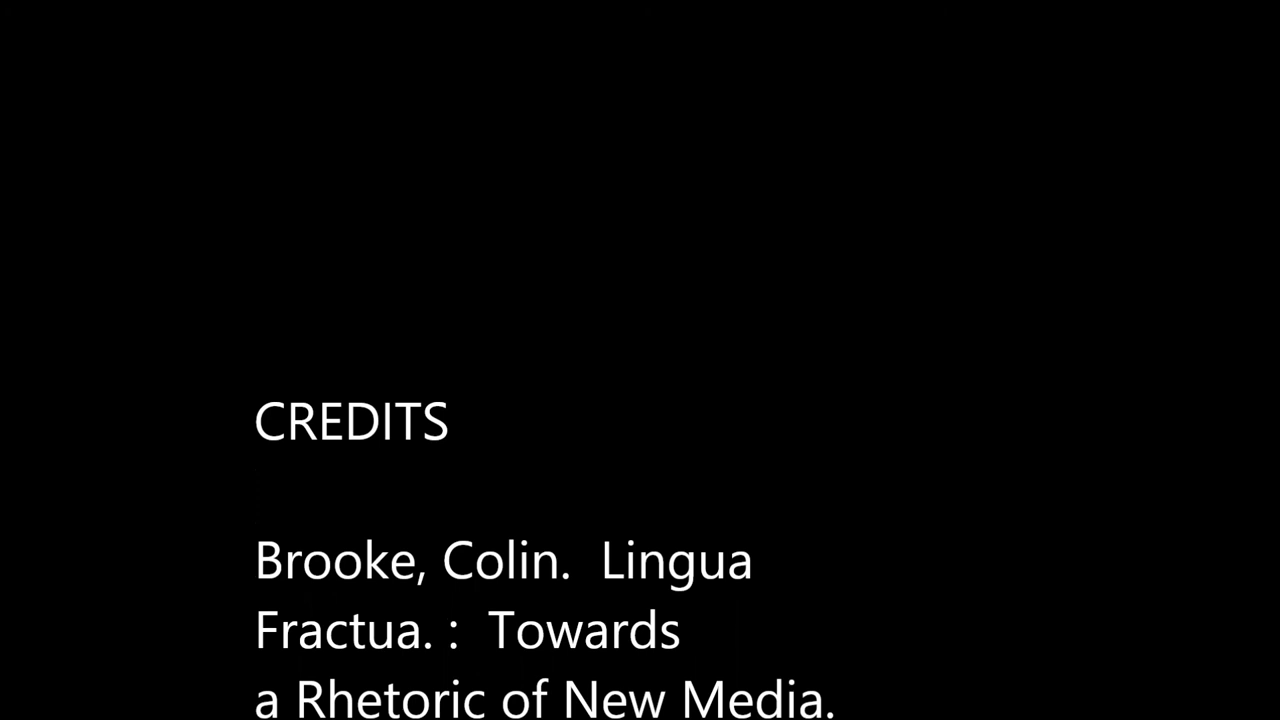 CREDITS
Brooke, Colin.  Lingua
Fractua. :  Towards
a Rhetoric of New Media.